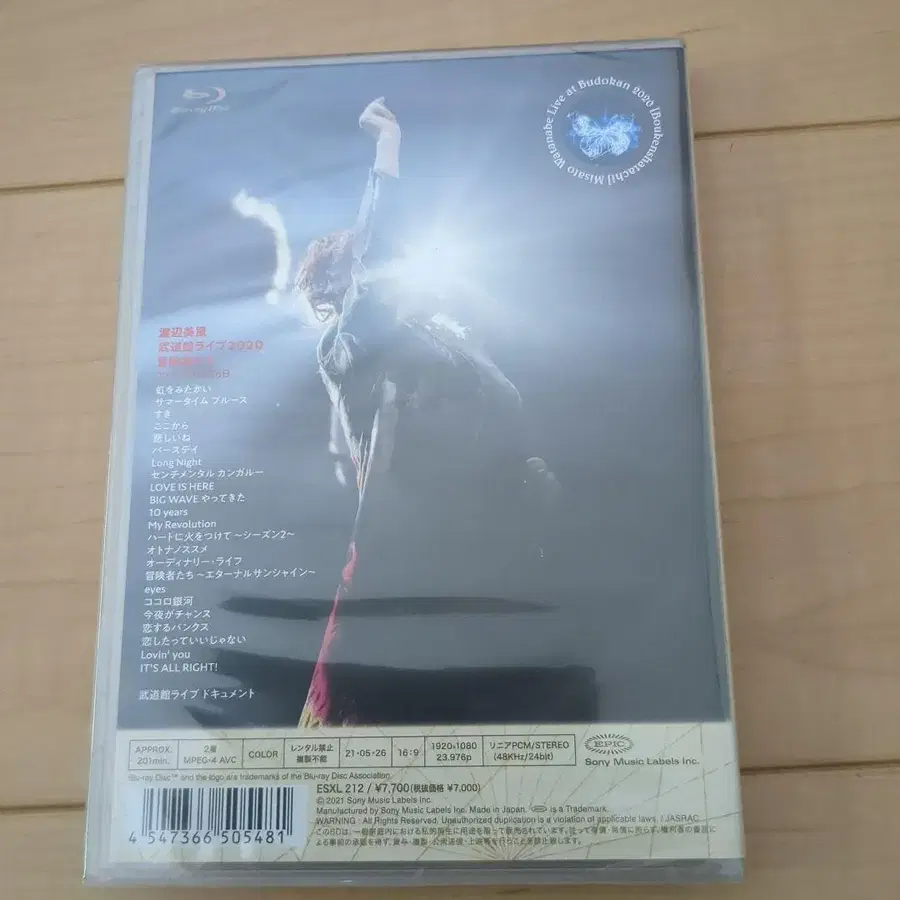 Blu-ray Disc
Misato Watanabe Live at Budokan 2020 [Boukenshatachi]
渡辺美里
武道館ライブ2020
虹をみたかい
サマータイム ブルース
すき
ここから
悲しいね
バースデイ
Long Night
センチメンタル カンガルー
LOVE IS HERE
BIG WAVE やってきた
10 years
My Revolution
ハートに火をつけて ～シーズン2～
オトナノススメ
オーディナリー・ライフ
冒険者たち ～エターナルサンシャイン～
eyes
ココロ銀河
今夜がチャンス
恋するパンクス
恋したっていいじゃない
Lovin' you
IT'S ALL RIGHT!
武道館ライブ ドキュメント
APPROX. 201min.
2層 MPEG-4 AVC
COLOR
レンタル禁止 複製不能
21・05・26
16:9
1920×1080 23.976p
リニアPCM/STEREO (48KHz/24bit)
EPIC
Sony Music Labels Inc.
Blu-ray Disc™ and the logo are trademarks of the Blu-ray Disc Association.
ESXL 212 / ¥7,700(税抜価格 ¥7,000)
© 2021 Sony Music Labels Inc.
Manufactured by Sony Music Labels Inc. Made in Japan. EPIC is a Trademark.
WARNING : All Rights Reserved. Unauthorized duplication is a violation of applicable laws. / JASRAC
4 547366 505481